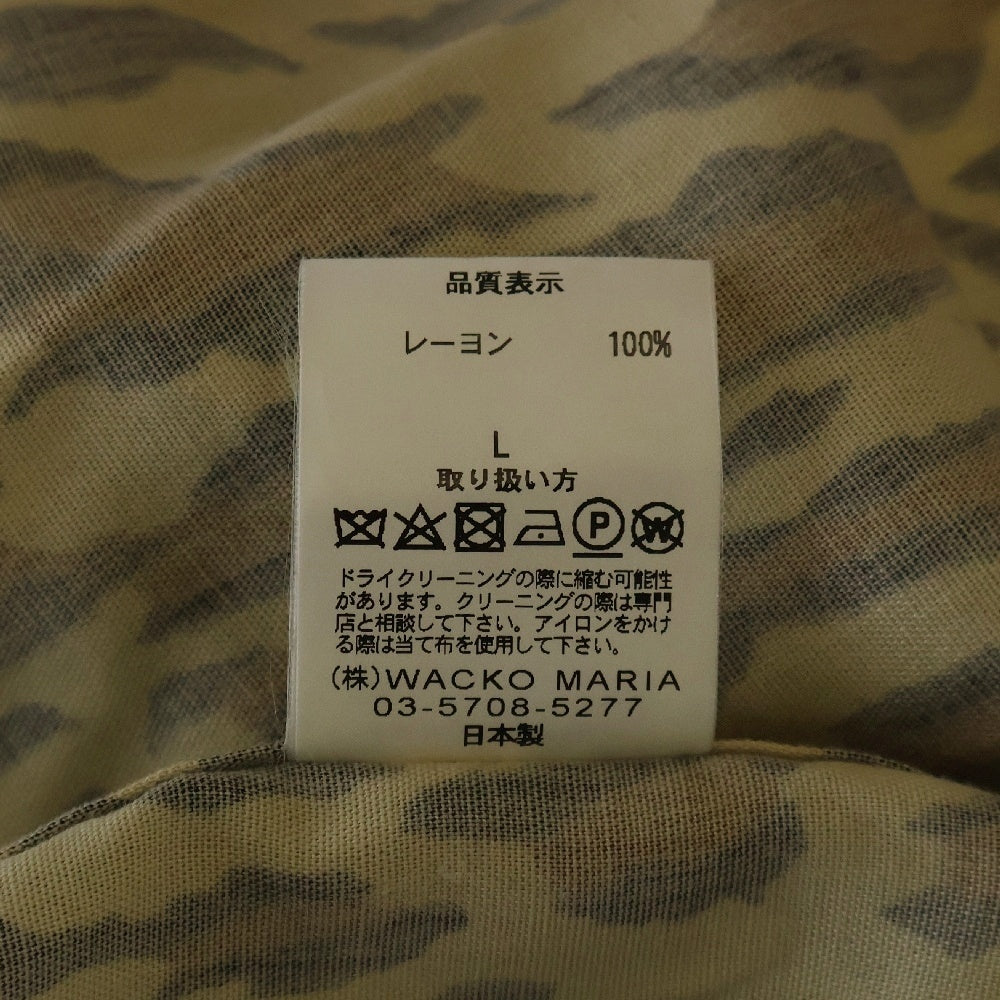 品質表示
レーヨン 100%
L
取り扱い方
P W
ドライクリーニングの際に縮む可能性
があります。クリーニングの際は専門
店と相談して下さい。アイロンをかけ
る際は当て布を使用して下さい。
(株)WACKO MARIA
03-5708-5277
日本製